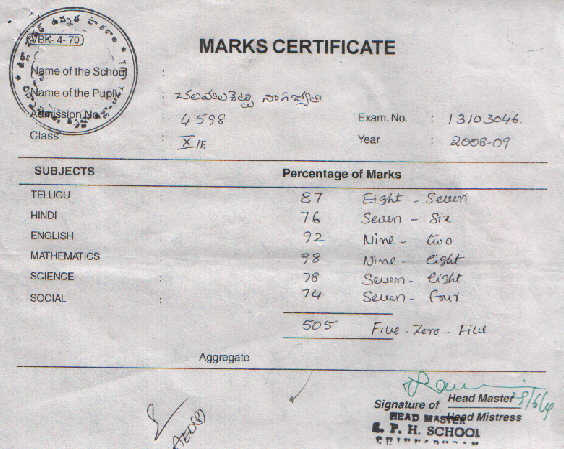 VBK-4-70
MARKS CERTIFICATE
Name of the School
Name of the Pupil
Admission No. 4598 Exam. No. : 13103046.
Class X Year : 2008-09
SUBJECTS Percentage of Marks
TELUGU 87 Eight - Seven
HINDI 76 Seven - Six
ENGLISH 92 Nine - two
MATHEMATICS : 98 Nine - Eight
SCIENCE : 78 Seven - Eight
SOCIAL : 74 Seven - four
505 Five - Zero - Five
Aggregate
Signature of Head Master
Head Mistress
HEAD MASTER
P. H. SCHOOL